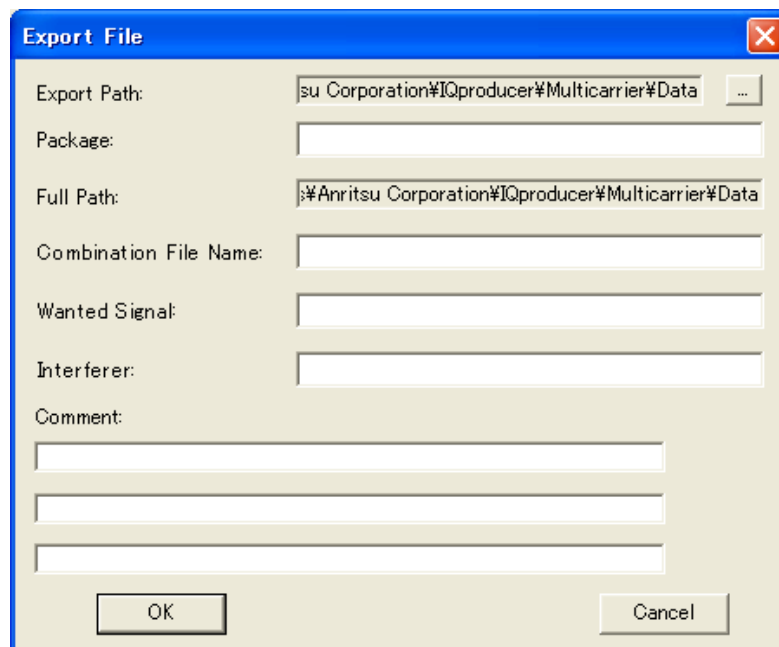 Export File
Export Path: su Corporation¥IQproducer¥Multicarrier¥Data ...
Package:
Full Path: ¥Anritsu Corporation¥IQproducer¥Multicarrier¥Data
Combination File Name:
Wanted Signal:
Interferer:
Comment:
OK Cancel